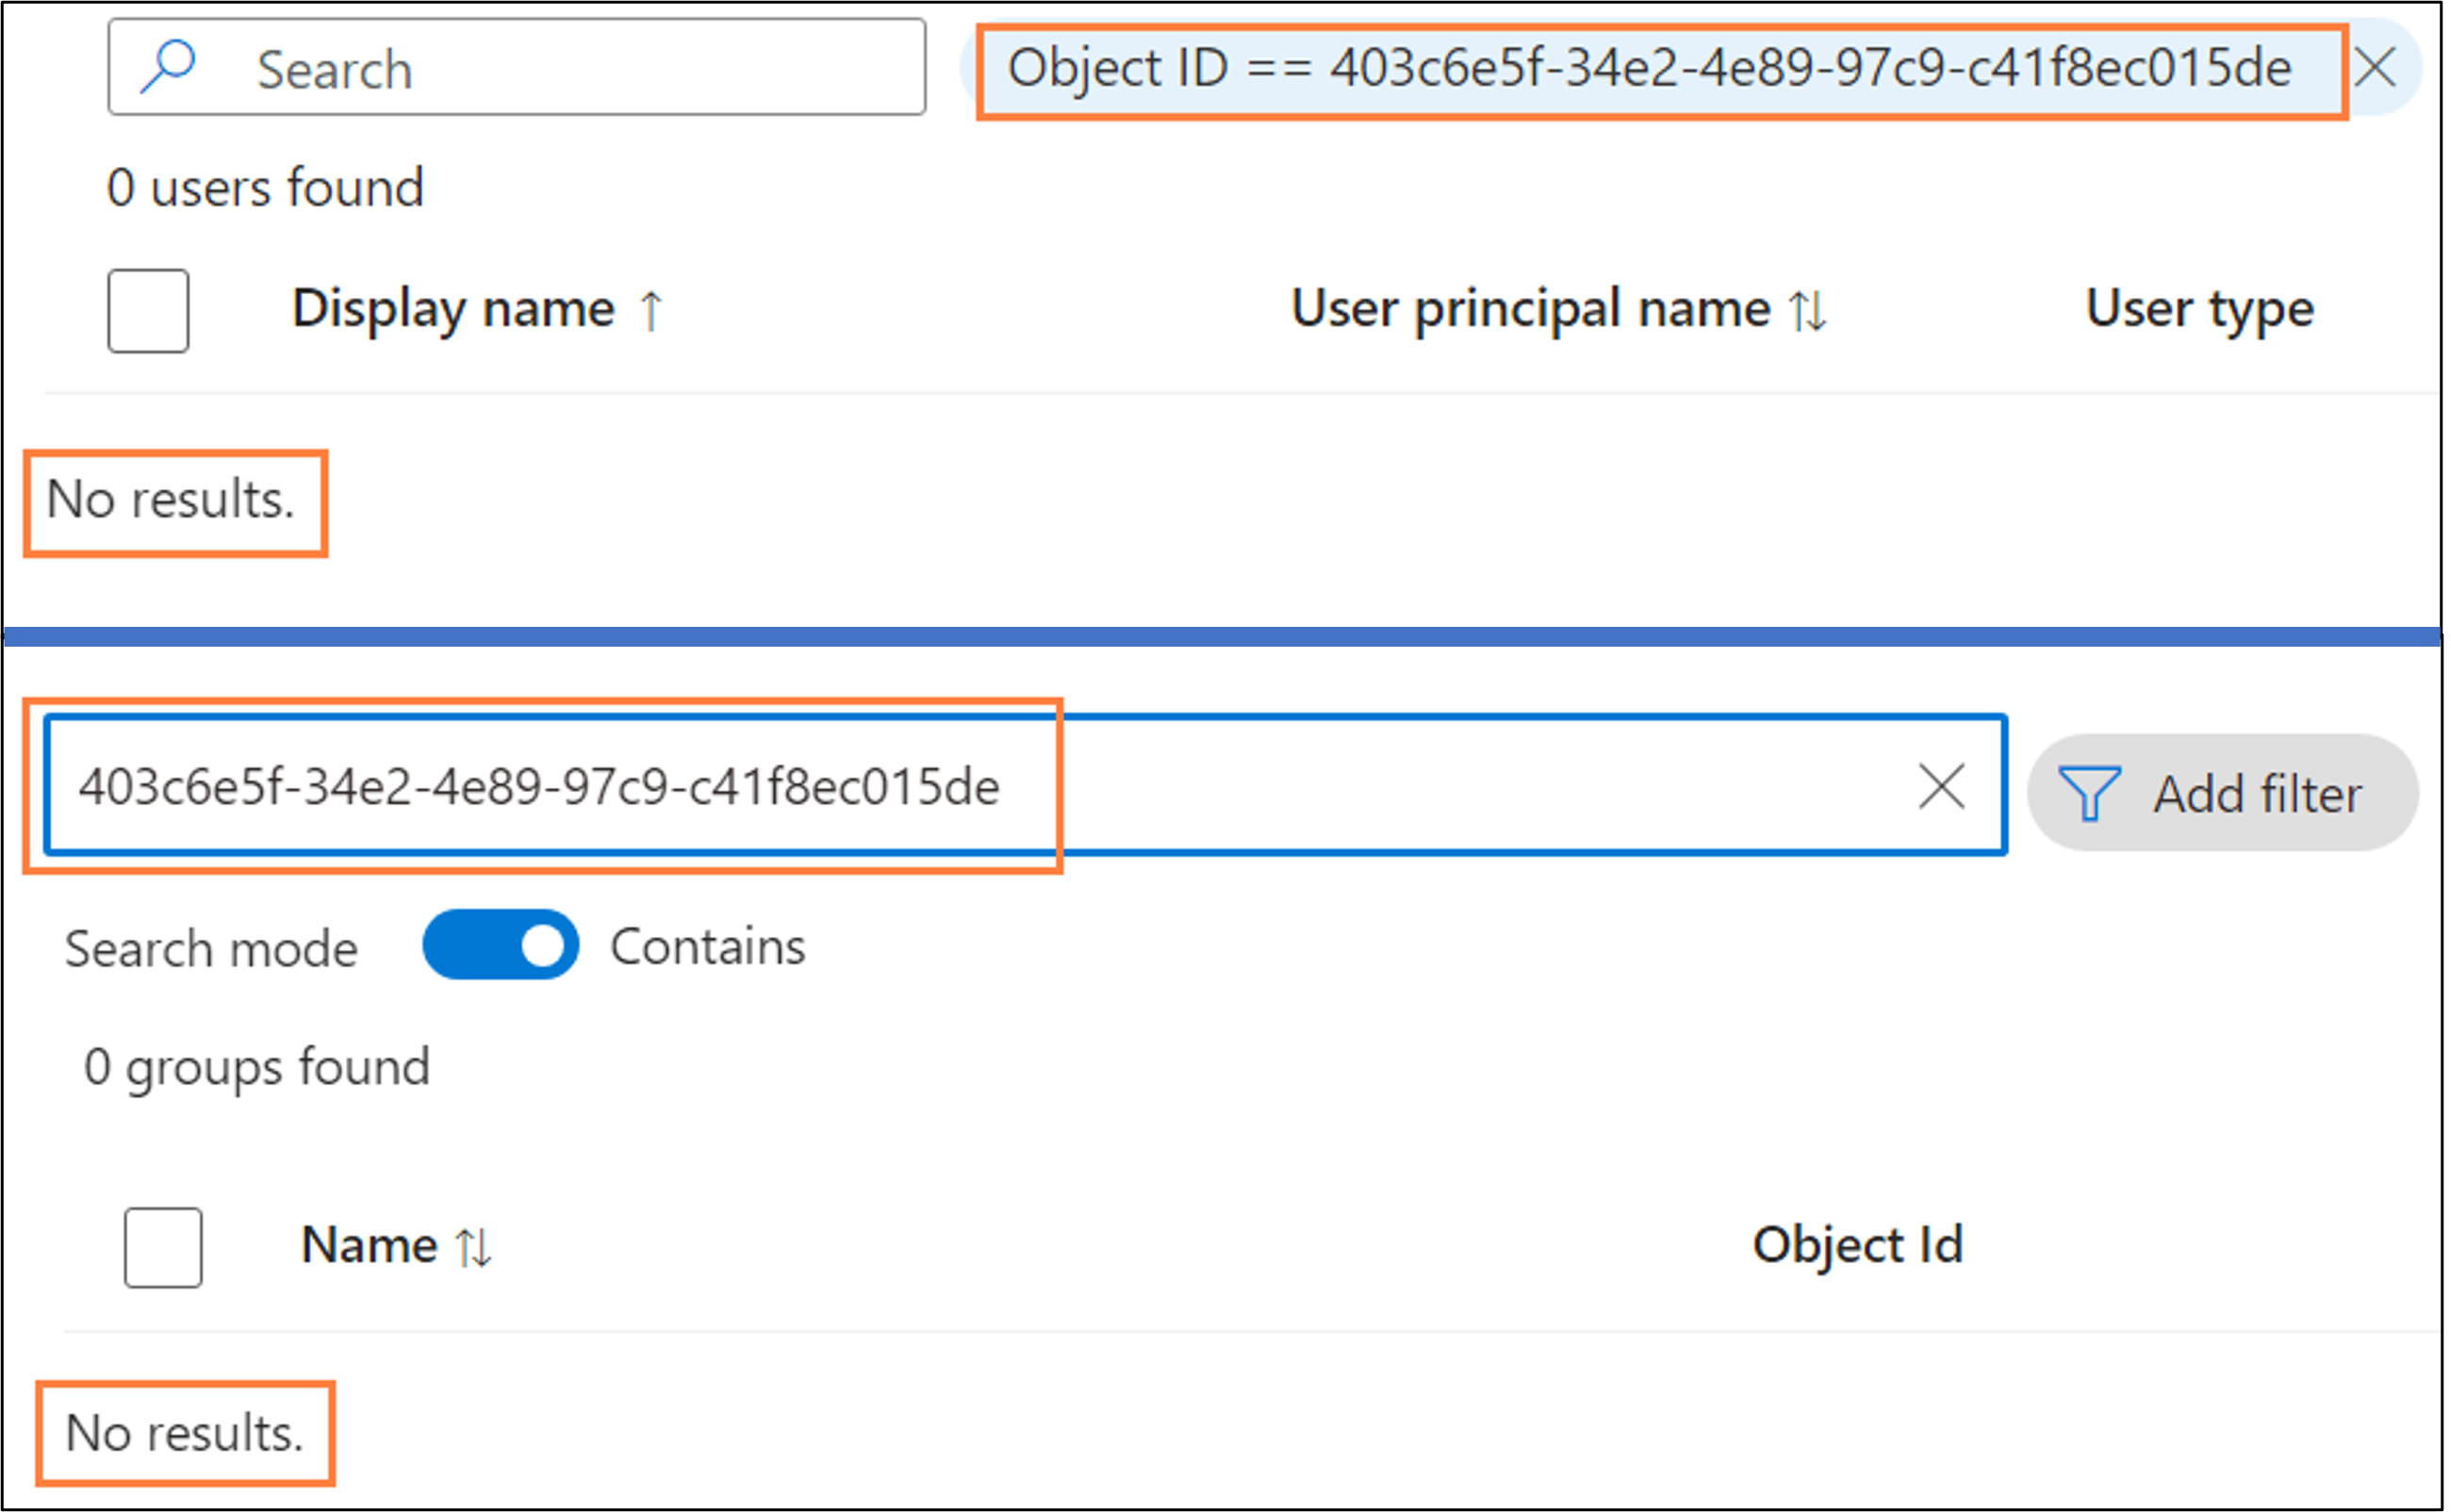 Search
Object ID == 403c6e5f-34e2-4e89-97c9-c41f8ec015de
0 users found
Display name ↑ User principal name ↑↓ User type
No results.
403c6e5f-34e2-4e89-97c9-c41f8ec015de
Add filter
Search mode Contains
0 groups found
Name ↑↓ Object Id
No results.